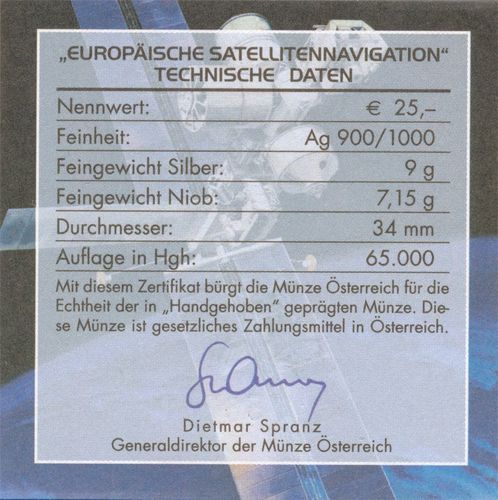 „EUROPÄISCHE SATELLITENNAVIGATION“
TECHNISCHE DATEN
Nennwert: € 25,–
Feinheit: Ag 900/1000
Feingewicht Silber: 9 g
Feingewicht Niob: 7,15 g
Durchmesser: 34 mm
Auflage in Hgh: 65.000
Mit diesem Zertifikat bürgt die Münze Österreich für die
Echtheit der in „Handgehoben“ geprägten Münze. Die-
se Münze ist gesetzliches Zahlungsmittel in Österreich.
Dietmar Spranz
Generaldirektor der Münze Österreich